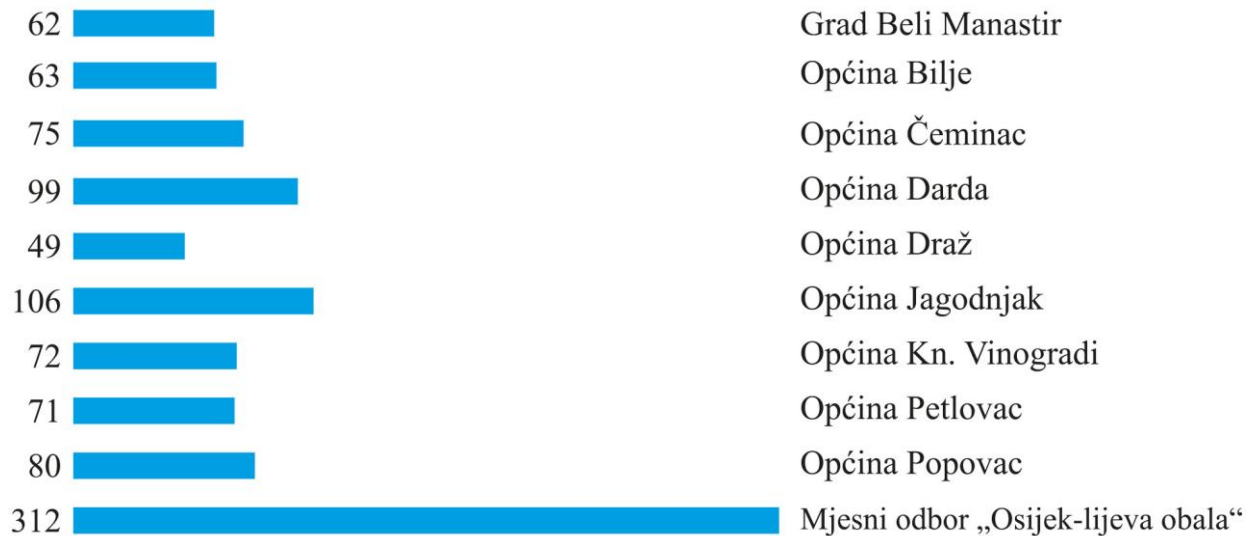 62 Grad Beli Manastir
63 Općina Bilje
75 Općina Čeminac
99 Općina Darda
49 Općina Draž
106 Općina Jagodnjak
72 Općina Kn. Vinogradi
71 Općina Petlovac
80 Općina Popovac
312 Mjesni odbor „Osijek-lijeva obala“